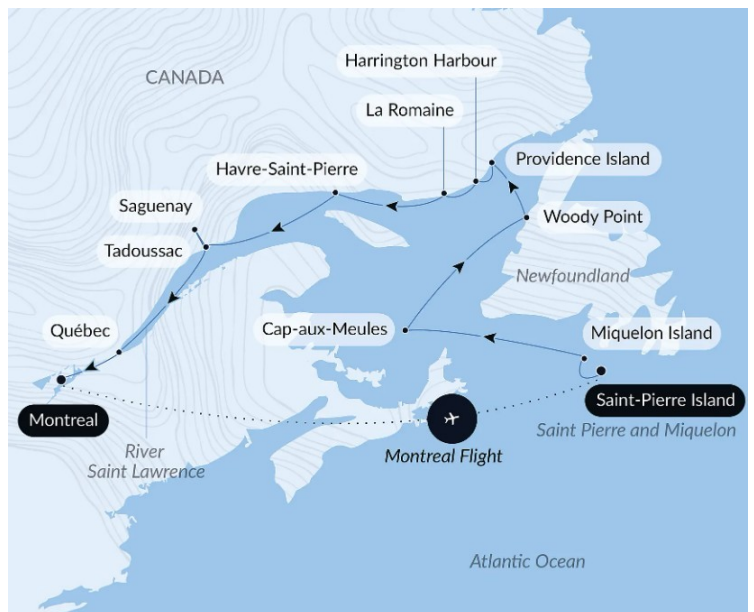 Harrington Harbour
CANADA
La Romaine
Providence Island
Havre-Saint-Pierre
Saguenay
Woody Point
Tadoussac
Newfoundland
Cap-aux-Meules
Québec
Miquelon Island
Saint-Pierre Island
Montreal
Saint Pierre and Miquelon
River
Saint Lawrence
Montreal Flight
Atlantic Ocean